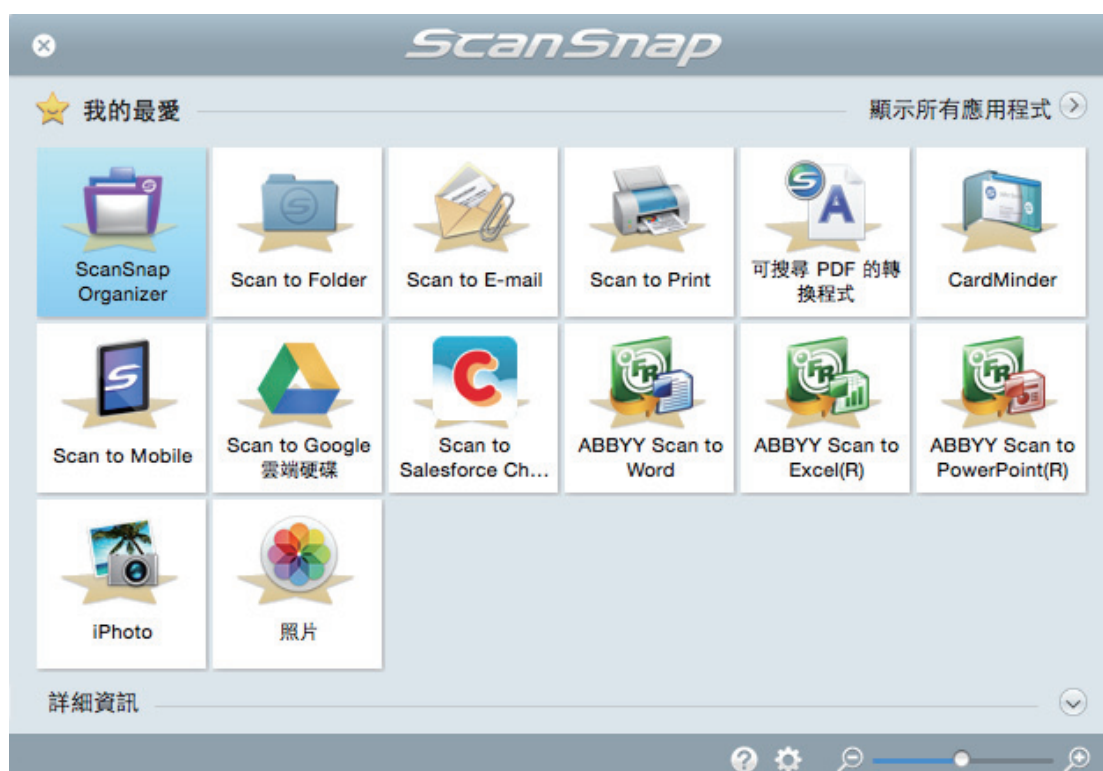 ScanSnap
我的最愛
顯示所有應用程式
ScanSnap
Organizer
Scan to Folder
Scan to E-mail
Scan to Print
可搜尋 PDF 的轉
換程式
CardMinder
Scan to Mobile
Scan to Google
雲端硬碟
Scan to
Salesforce Ch...
ABBYY Scan to
Word
ABBYY Scan to
Excel(R)
ABBYY Scan to
PowerPoint(R)
iPhoto
照片
詳細資訊